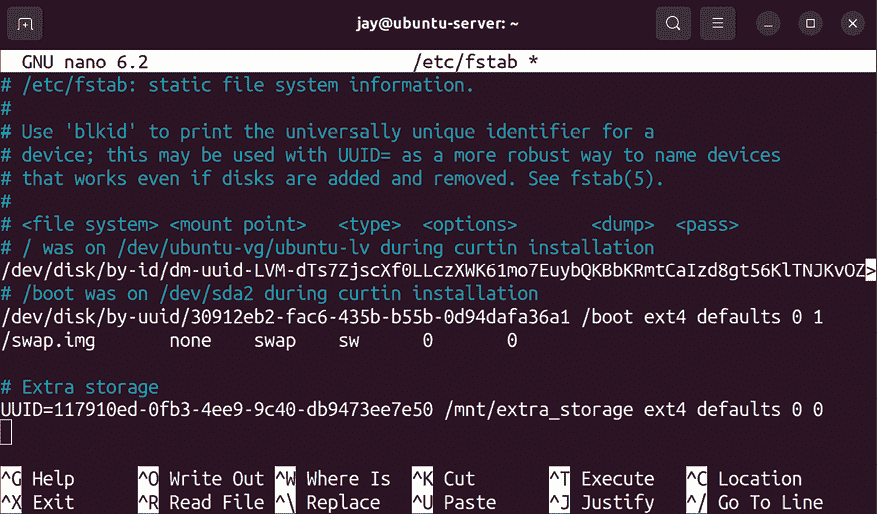 jay@ubuntu-server: ~
GNU nano 6.2 /etc/fstab *
# /etc/fstab: static file system information.
#
# Use 'blkid' to print the universally unique identifier for a
# device; this may be used with UUID= as a more robust way to name devices
# that works even if disks are added and removed. See fstab(5).
#
# <file system> <mount point>   <type>  <options>       <dump>  <pass>
# / was on /dev/ubuntu-vg/ubuntu-lv during curtin installation
/dev/disk/by-id/dm-uuid-LVM-dTs7ZjscXf0LLczXWK61mo7EuybQKBbKRmtCaIzd8gt56KlTNJKvOZ>
# /boot was on /dev/sda2 during curtin installation
/dev/disk/by-uuid/30912eb2-fac6-435b-b55b-0d94dafa36a1 /boot ext4 defaults 0 1
/swap.img       none    swap    sw      0       0
# Extra storage
UUID=117910ed-0fb3-4ee9-9c40-db9473ee7e50 /mnt/extra_storage ext4 defaults 0 0
^G Help ^O Write Out ^W Where Is ^K Cut ^T Execute ^C Location
^X Exit ^R Read File ^\ Replace ^U Paste ^J Justify ^/ Go To Line